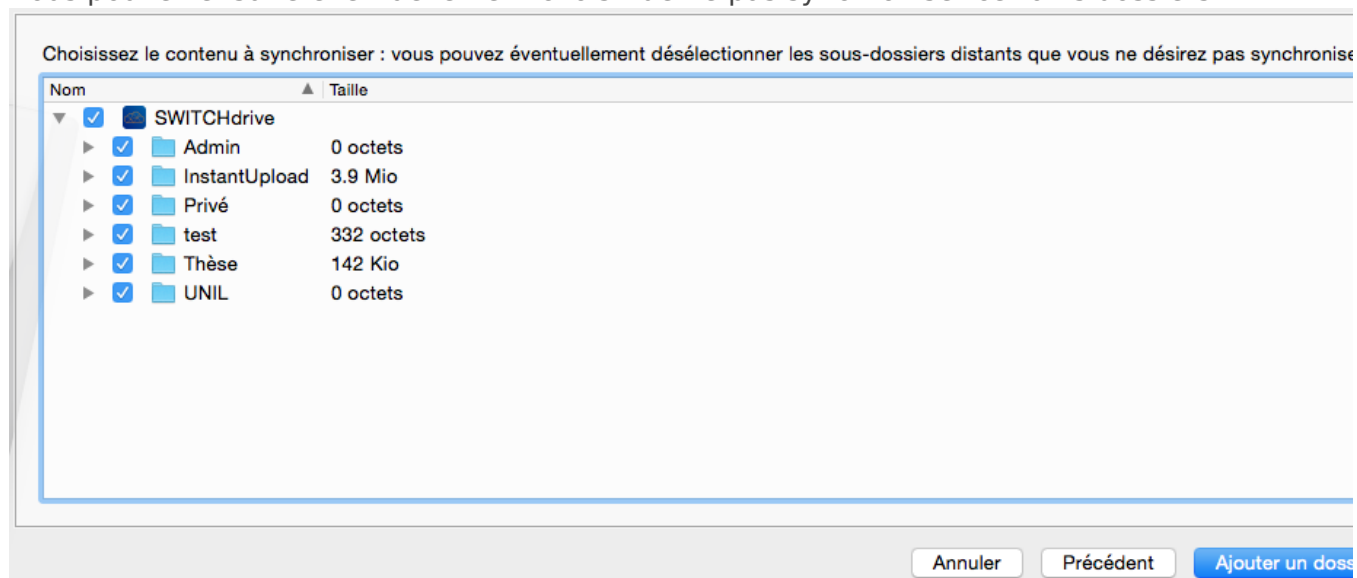 Choisissez le contenu à synchroniser : vous pouvez éventuellement désélectionner les sous-dossiers distants que vous ne désirez pas
Nom Taille
SWITCHdrive
Admin 0 octets
InstantUpload 3.9 Mio
Privé 0 octets
test 332 octets
Thèse 142 Kio
UNIL 0 octets
Annuler Précédent Ajouter un